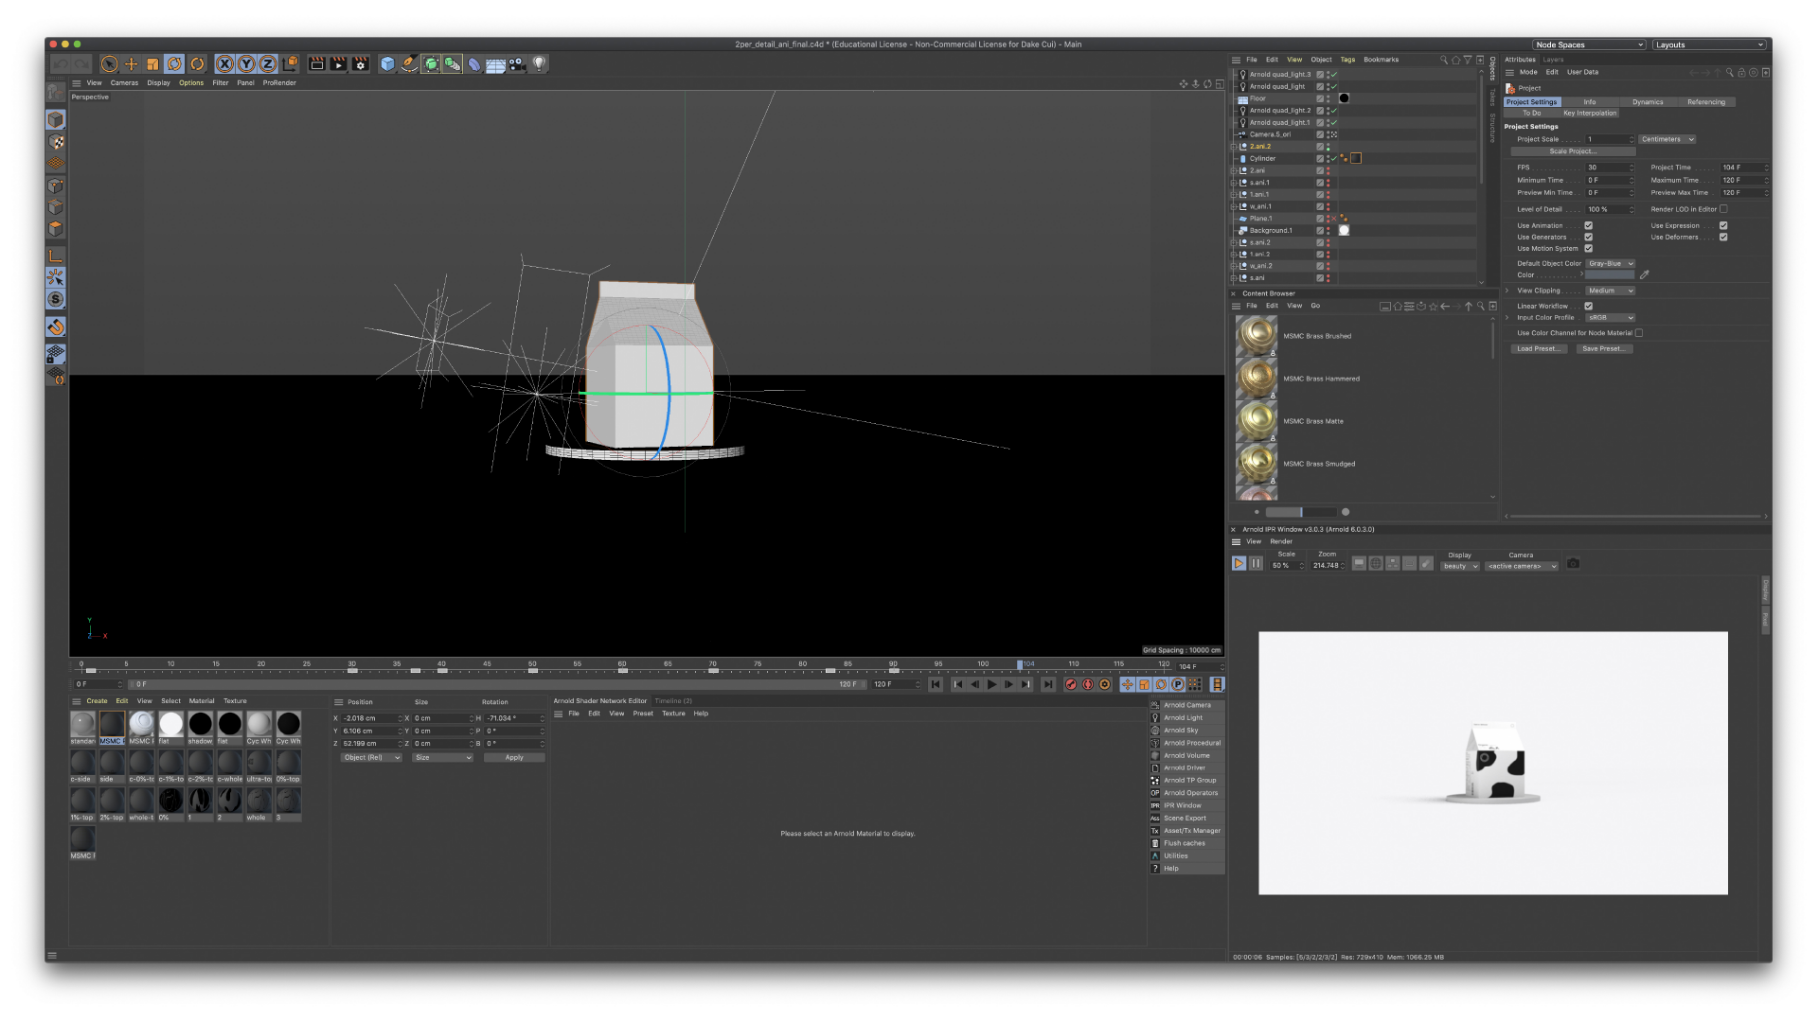 2per_detail_ani_final.c4d * (Educational License - Non-Commercial License for Dake Cui) - Main
Node Spaces
Layouts
View Cameras Display Options Filter Panel ProRender
Perspective
Grid Spacing : 10000 cm
Y
Z X
0 5 10 15 20 25 30 35 40 45 50 55 60 65 70 75 80 85 90 95 100 104 110 115 120 104 F
0 F 0 F 120 F 120 F
File Edit View Object Tags Bookmarks
Arnold quad_light.3
Arnold quad_light
Floor
Arnold quad_light.2
Arnold quad_light.1
Camera.S_ori
2.ani.2
Cylinder
2.ani
s.ani.1
1.ani.1
w_ani.1
Plane.1
Background.1
s.ani.2
1.ani.2
w_ani.2
s.ani
Objects
Takes
Structure
Attributes Layers
Mode Edit User Data
Project
Project Settings Info Dynamics Referencing
To Do Key Interpolation
Project Settings
Project Scale 1 Centimeters
Scale Project...
FPS 30 Project Time 104 F
Minimum Time 0 F Maximum Time 120 F
Preview Min Time 0 F Preview Max Time 120 F
Level of Detail 100 % Render LOD in Editor
Use Animation Use Expression
Use Generators Use Deformers
Use Motion System
Default Object Color Gray-Blue
Color
View Clipping Medium
Linear Workflow
Input Color Profile sRGB
Use Color Channel for Node Material
Load Preset... Save Preset...
Content Browser
File Edit View Go
MSMC Brass Brushed
MSMC Brass Hammered
MSMC Brass Matte
MSMC Brass Smudged
Arnold IPR Window v3.0.3 (Arnold 6.0.3.0)
View Render
Scale Zoom Display Camera
50 % 214.748 beauty <active camera>
Display
Pixel
00:00:06 Samples: [6/3/2/2/3/2] Res: 729x410 Mem: 1066.25 MB
Create Edit View Select Material Texture
standar MSMC F MSMC F flat shadow flat Cyc Wh Cyc Wh
c-side side c-0%-to c-1%-to c-2%-to c-whole ultra-to 0%-top
1%-top 2%-top whole-t 0% 1 2 whole 3
Position Size Rotation
X -2.018 cm X 0 cm H -71.034 °
Y 6.106 cm Y 0 cm P 0 °
Z 52.199 cm Z 0 cm B 0 °
Object (Rel) Size Apply
Arnold Shader Network Editor Timeline (2)
File Edit View Preset Texture Help
Please select an Arnold Material to display.
Arnold Camera
Arnold Light
Arnold Sky
Arnold Procedural
Arnold Volume
Arnold Driver
Arnold TP Group
OP Arnold Operators
IPR IPR Window
Ass Scene Export
Tx Asset/Tx Manager
Flush caches
Utilities
? Help